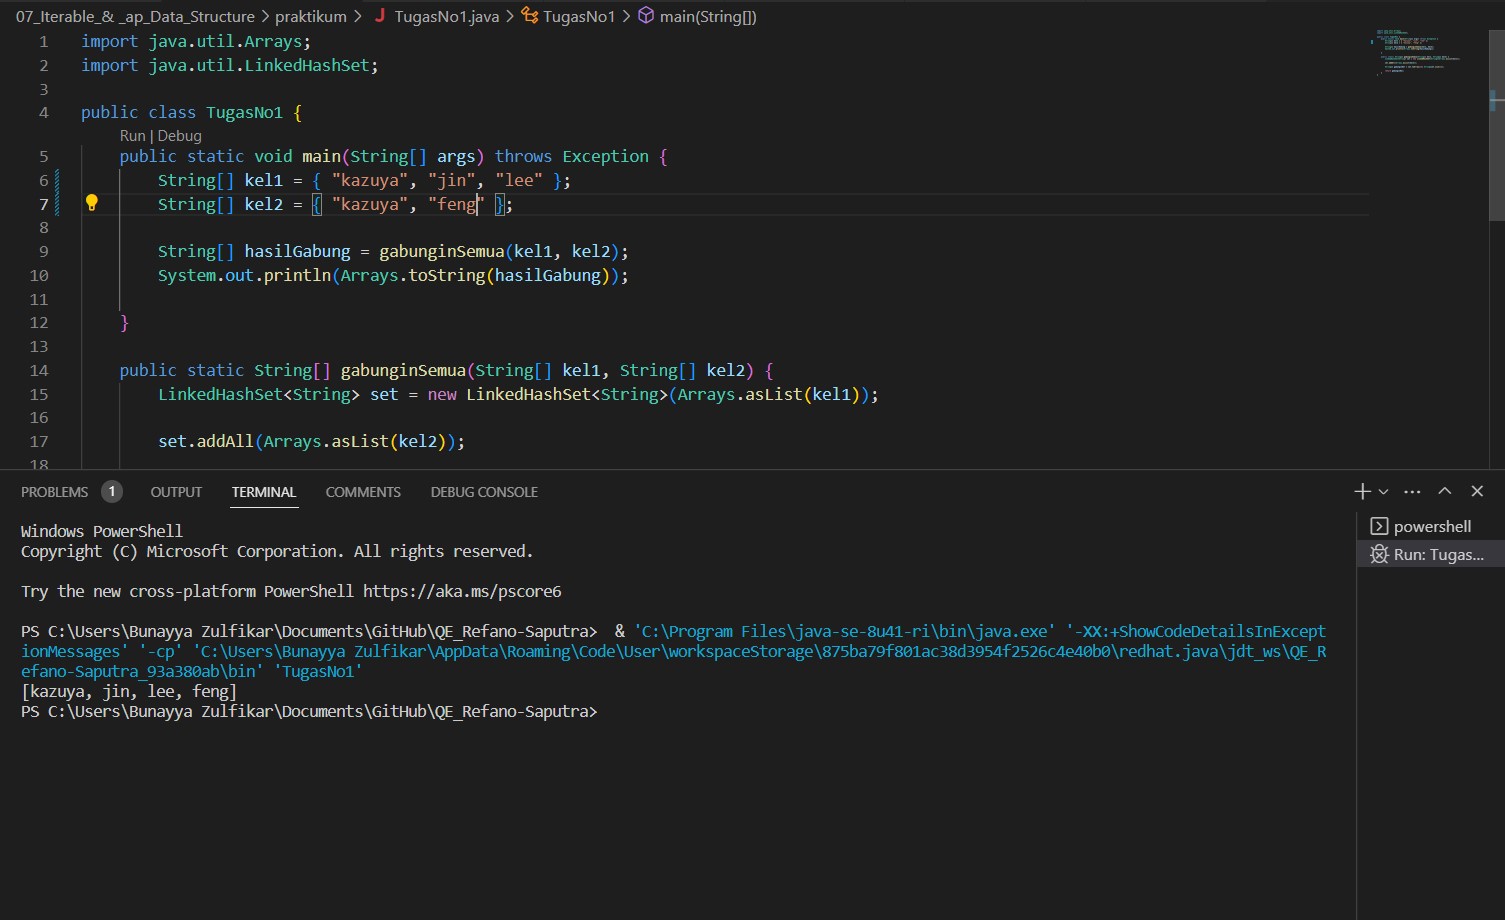 07_Iterable_& _ap_Data_Structure > praktikum > J TugasNo1.java > TugasNo1 > main(String[])
1 import java.util.Arrays;
2 import java.util.LinkedHashSet;
3
4 public class TugasNo1 {
Run | Debug
5 public static void main(String[] args) throws Exception {
6 String[] kel1 = { "kazuya", "jin", "lee" };
7 String[] kel2 = { "kazuya", "feng" };
8
9 String[] hasilGabung = gabunginSemua(kel1, kel2);
10 System.out.println(Arrays.toString(hasilGabung));
11
12 }
13
14 public static String[] gabunginSemua(String[] kel1, String[] kel2) {
15 LinkedHashSet<String> set = new LinkedHashSet<String>(Arrays.asList(kel1));
16
17 set.addAll(Arrays.asList(kel2));
18
PROBLEMS 1 OUTPUT TERMINAL COMMENTS DEBUG CONSOLE
Windows PowerShell
Copyright (C) Microsoft Corporation. All rights reserved.
Try the new cross-platform PowerShell https://aka.ms/pscore6
PS C:\Users\Bunayya Zulfikar\Documents\GitHub\QE_Refano-Saputra> & 'C:\Program Files\java-se-8u41-ri\bin\java.exe' '-XX:+ShowCodeDetailsInExcept
ionMessages' '-cp' 'C:\Users\Bunayya Zulfikar\AppData\Roaming\Code\User\workspaceStorage\875ba79f801ac38d3954f2526c4e40b0\redhat.java\jdt_ws\QE_R
efano-Saputra_93a380ab\bin' 'TugasNo1'
[kazuya, jin, lee, feng]
PS C:\Users\Bunayya Zulfikar\Documents\GitHub\QE_Refano-Saputra>
powershell
Run: Tugas...